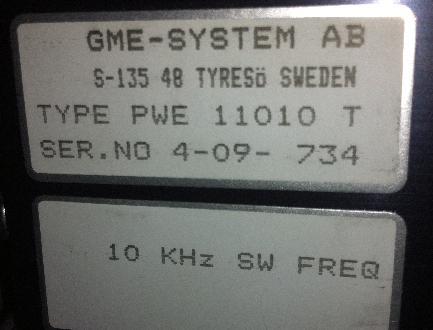 GME-SYSTEM AB
S-135 48 TYRESö SWEDEN
TYPE PWE 11010 T
SER.NO 4-09- 734
10 KHz SW FREQ